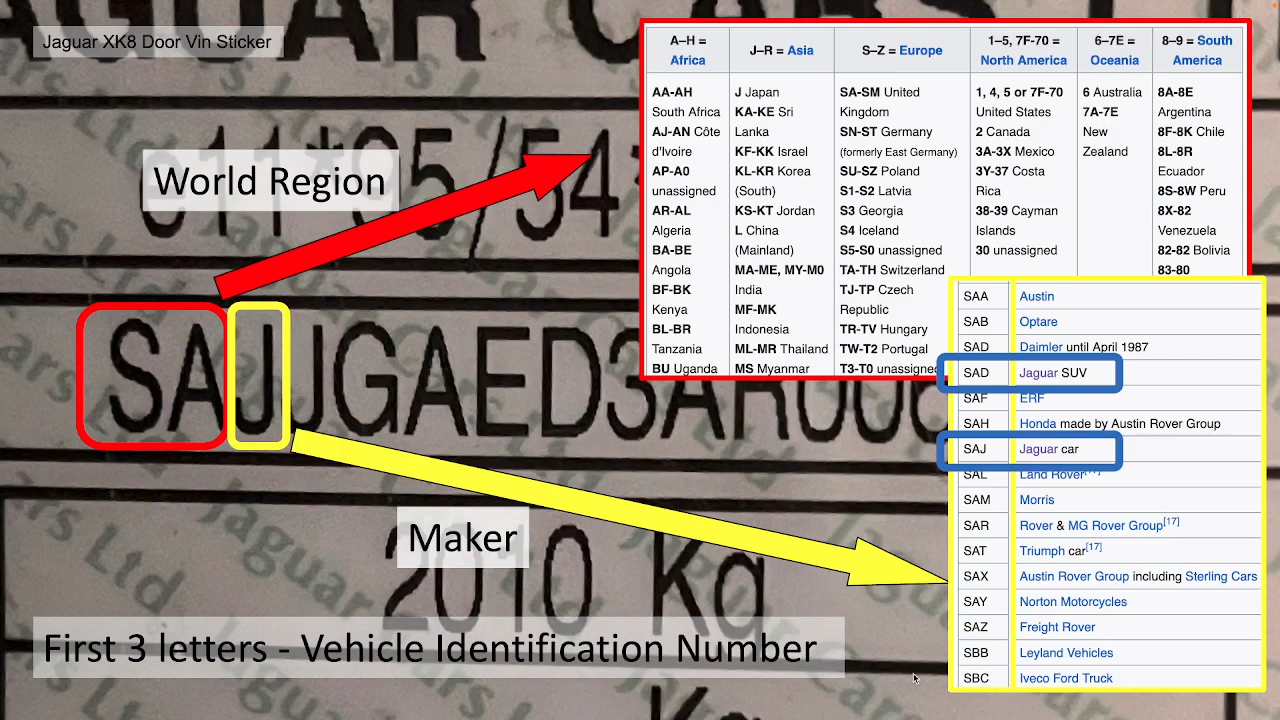 JAGUAR CARS LT
Jaguar XK8 Door Vin Sticker
e11*95/54
World Region
SAJJGAED3AR006
Maker
2010 Kg
First 3 letters - Vehicle Identification Number
Kg
A–H = Africa
J–R = Asia
S–Z = Europe
1–5, 7F-70 = North America
6–7E = Oceania
8–9 = South America
AA-AH
South Africa
AJ-AN Côte
d'Ivoire
AP-A0
unassigned
AR-AL
Algeria
BA-BE
Angola
BF-BK
Kenya
BL-BR
Tanzania
BU Uganda
J Japan
KA-KE Sri
Lanka
KF-KK Israel
KL-KR Korea
(South)
KS-KT Jordan
L China
(Mainland)
MA-ME, MY-M0
India
MF-MK
Indonesia
ML-MR Thailand
MS Myanmar
SA-SM United
Kingdom
SN-ST Germany
(formerly East Germany)
SU-SZ Poland
S1-S2 Latvia
S3 Georgia
S4 Iceland
S5-S0 unassigned
TA-TH Switzerland
TJ-TP Czech
Republic
TR-TV Hungary
TW-T2 Portugal
T3-T0 unassigned
1, 4, 5 or 7F-70
United States
2 Canada
3A-3X Mexico
3Y-37 Costa
Rica
38-39 Cayman
Islands
30 unassigned
6 Australia
7A-7E
New
Zealand
8A-8E
Argentina
8F-8K Chile
8L-8R
Ecuador
8S-8W Peru
8X-82
Venezuela
82-82 Bolivia
83-80
SAA Austin
SAB Optare
SAD Daimler until April 1987
SAD Jaguar SUV
SAF ERF
SAH Honda made by Austin Rover Group
SAJ Jaguar car
SAL Land Rover[17]
SAM Morris
SAR Rover & MG Rover Group[17]
SAT Triumph car[17]
SAX Austin Rover Group including Sterling Cars
SAY Norton Motorcycles
SAZ Freight Rover
SBB Leyland Vehicles
SBC Iveco Ford Truck